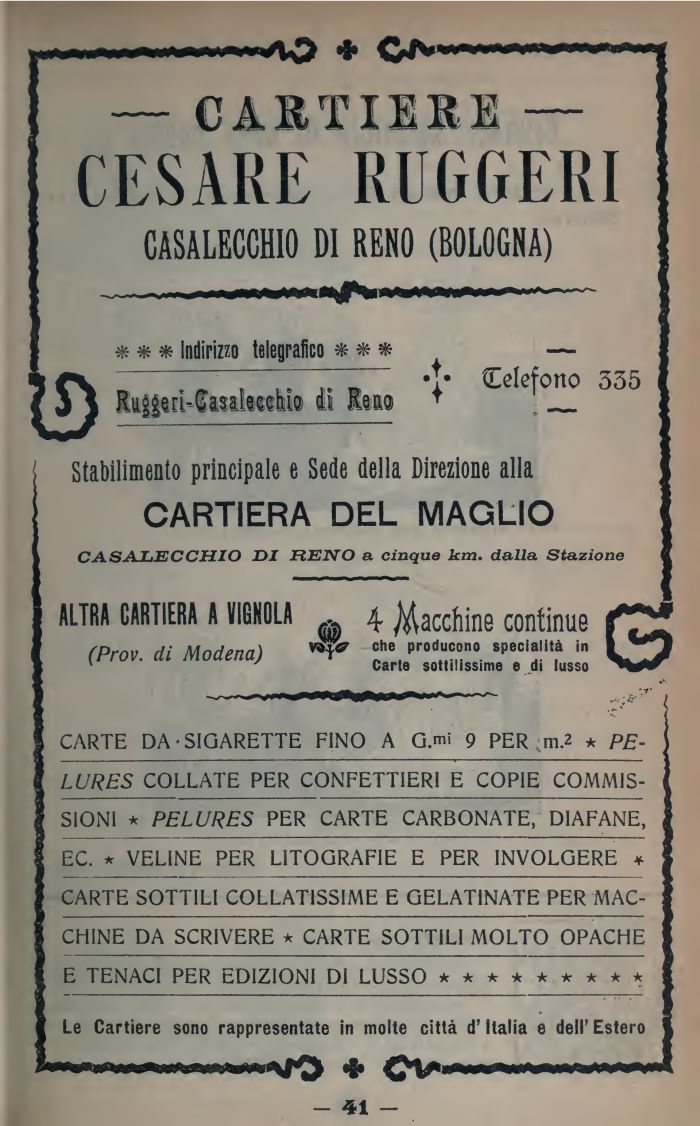 — CARTIERE —
CESARE RUGGERI
CASALECCHIO DI RENO (BOLOGNA)
* * * Indirizzo telegrafico * * *
Ruggeri-Casalecchio di Reno
Telefono 335
Stabilimento principale e Sede della Direzione alla
CARTIERA DEL MAGLIO
CASALECCHIO DI RENO a cinque km. dalla Stazione
ALTRA CARTIERA A VIGNOLA
(Prov. di Modena)
4 Macchine continue
che producono specialità in
Carte sottilissime e di lusso
CARTE DA SIGARETTE FINO A G.mi 9 PER m.² * PE-
LURES COLLATE PER CONFETTIERI E COPIE COMMIS-
SIONI * PELURES PER CARTE CARBONATE, DIAFANE,
EC. * VELINE PER LITOGRAFIE E PER INVOLGERE *
CARTE SOTTILI COLLATISSIME E GELATINATE PER MAC-
CHINE DA SCRIVERE * CARTE SOTTILI MOLTO OPACHE
E TENACI PER EDIZIONI DI LUSSO * * * * * * * * *
Le Cartiere sono rappresentate in molte città d'Italia e dell'Estero
— 41 —